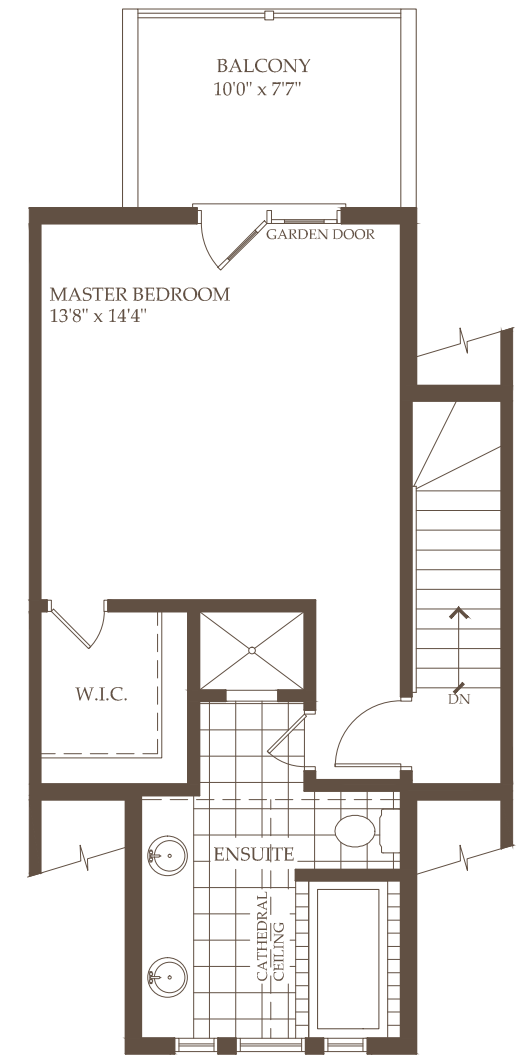 BALCONY
10'0" x 7'7"
GARDEN DOOR
MASTER BEDROOM
13'8" x 14'4"
W.I.C.
DN
ENSUITE
CATHEDRAL
CEILING